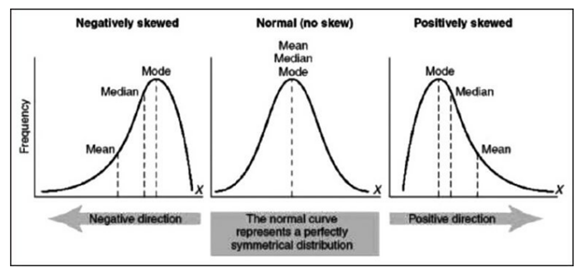 Negatively skewed
Normal (no skew)
Positively skewed
Frequency
Mode
Median
Mean
X
Mean
Median
Mode
X
Mode
Median
Mean
X
Negative direction
The normal curve
represents a perfectly
symmetrical distribution
Positive direction